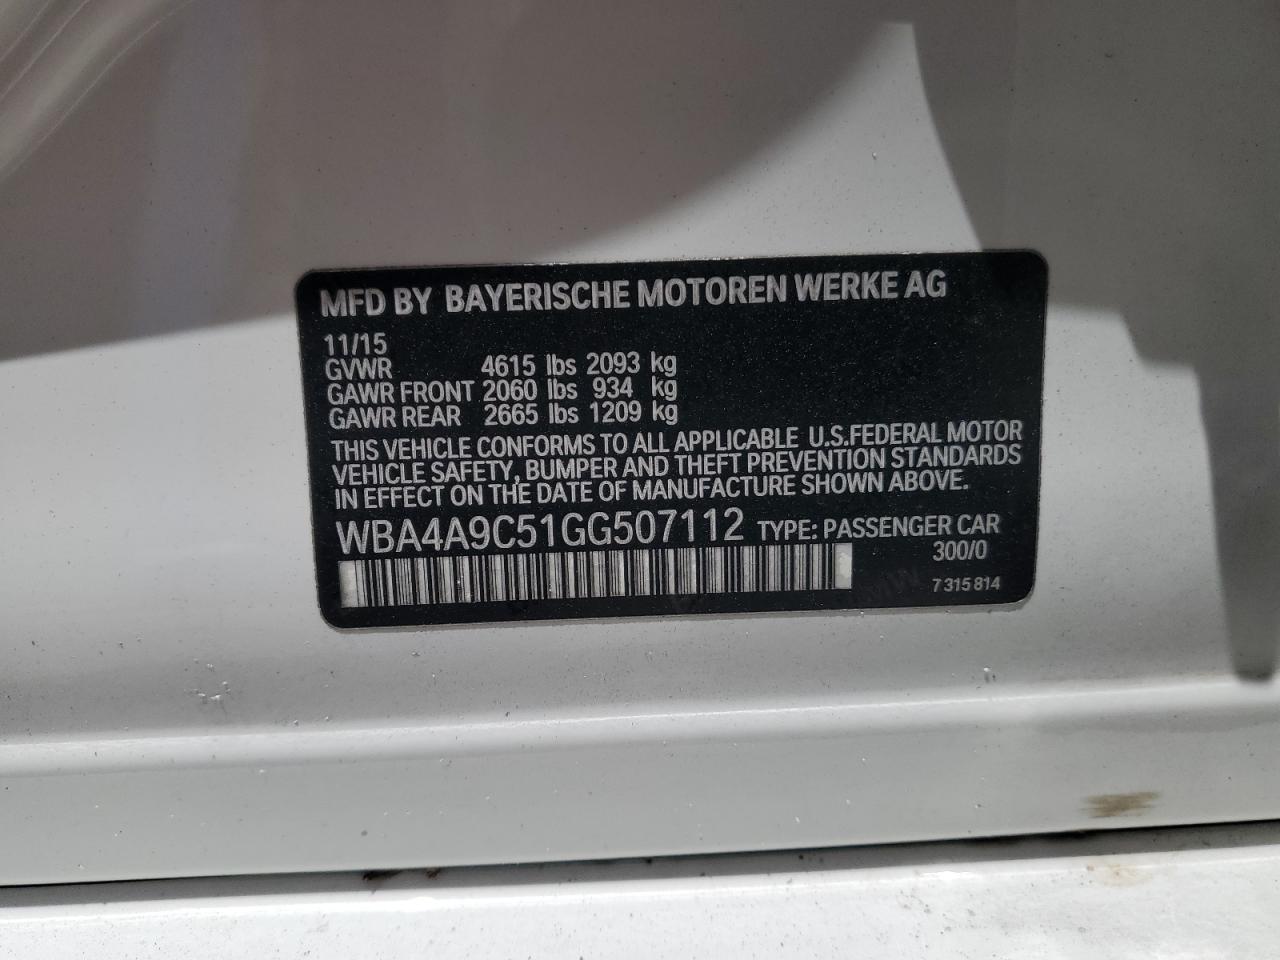 MFD BY BAYERISCHE MOTOREN WERKE AG
11/15
GVWR 4615 lbs 2093 kg
GAWR FRONT 2060 lbs 934 kg
GAWR REAR 2665 lbs 1209 kg
THIS VEHICLE CONFORMS TO ALL APPLICABLE U.S.FEDERAL MOTOR
VEHICLE SAFETY, BUMPER AND THEFT PREVENTION STANDARDS
IN EFFECT ON THE DATE OF MANUFACTURE SHOWN ABOVE.
WBA4A9C51GG507112 TYPE: PASSENGER CAR
300/0
7 315 814